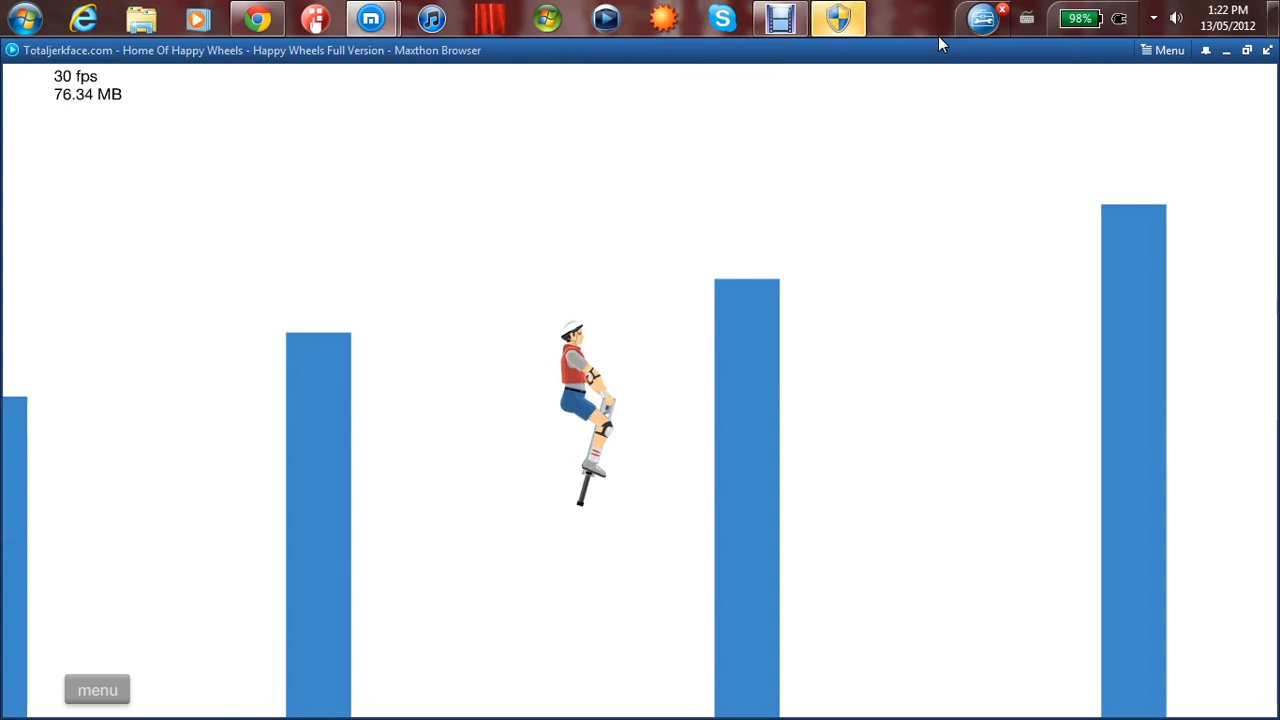 1:22 PM
98%
13/05/2012
Totaljerkface.com - Home Of Happy Wheels - Happy Wheels Full Version - Maxthon Browser
Menu
30 fps
76.34 MB
menu